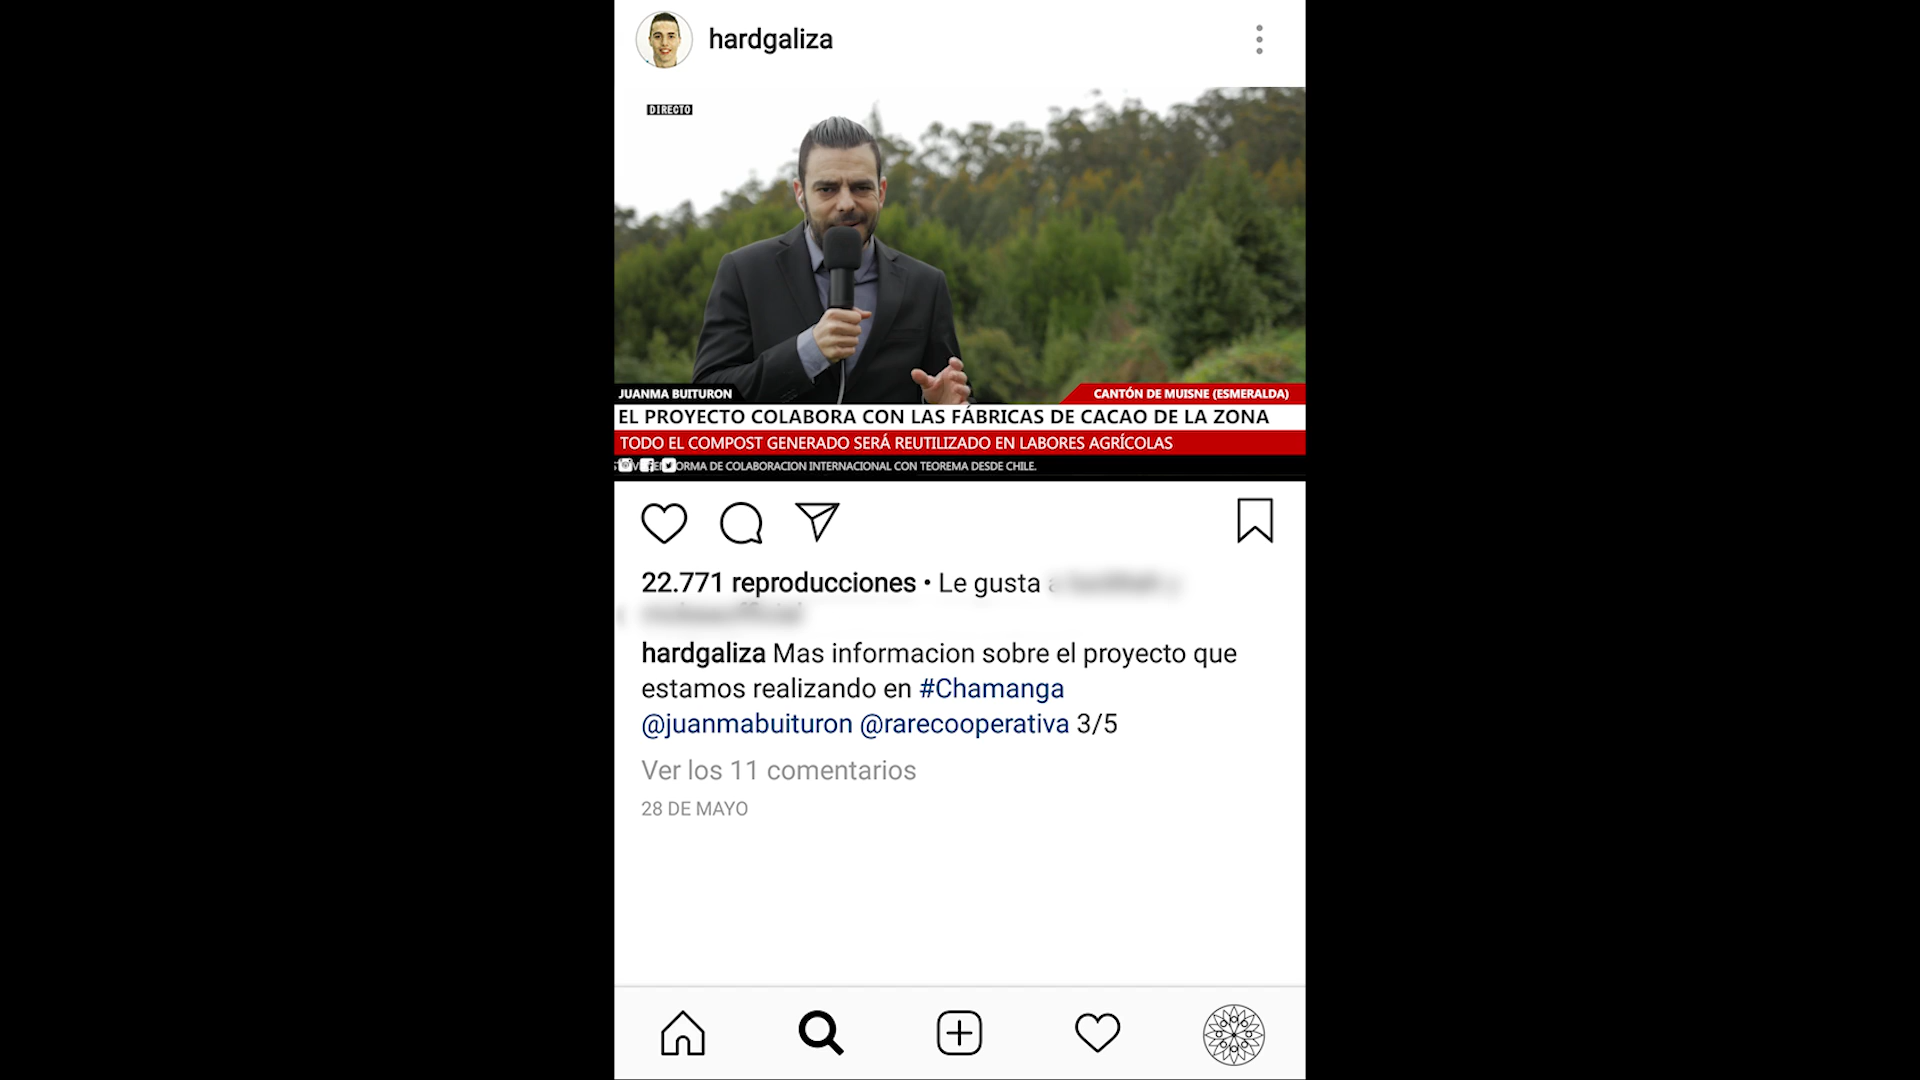 hardgaliza
DIRECTO
JUANMA BUITURON
CANTÓN DE MUISNE (ESMERALDA)
EL PROYECTO COLABORA CON LAS FÁBRICAS DE CACAO DE LA ZONA
TODO EL COMPOST GENERADO SERÁ REUTILIZADO EN LABORES AGRÍCOLAS
ORMA DE COLABORACION INTERNACIONAL CON TEOREMA DESDE CHILE.
22.771 reproducciones • Le gusta
hardgaliza Mas informacion sobre el proyecto que
estamos realizando en #Chamanga
@juanmabuituron @rarecooperativa 3/5
Ver los 11 comentarios
28 DE MAYO